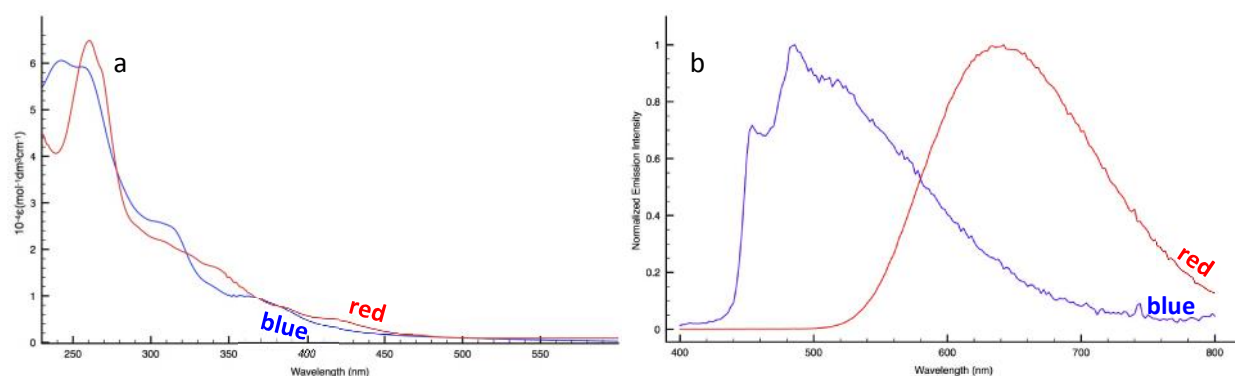 a
10⁻⁴ε(mol⁻¹dm³cm⁻¹)
6
5
4
3
2
1
0
250
300
350
400
450
500
550
Wavelength (nm)
blue
red
b
Normalized Emission Intensity
1
0.8
0.6
0.4
0.2
0
400
500
600
700
800
Wavelength (nm)
red
blue